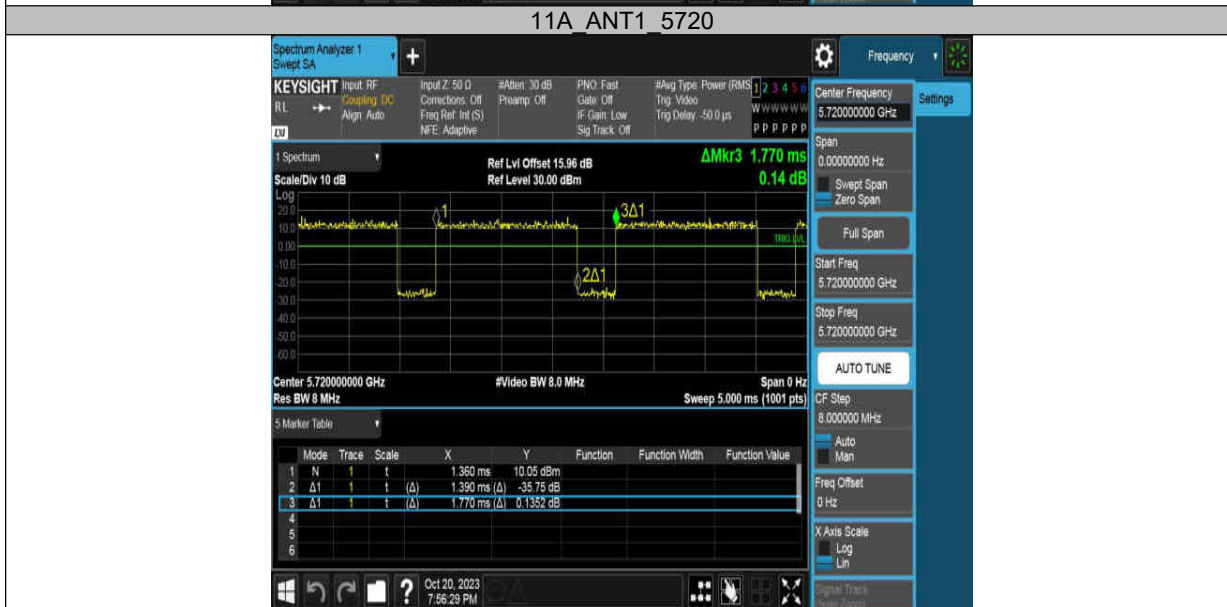 11A_ANT1_5720
Spectrum Analyzer 1
Swept SA
+
Frequency
KEYSIGHT
RL
LV
Input: RF
Coupling: DC
Align: Auto
Input Z: 50 Ω
Corrections: Off
Freq Ref: Int (S)
NFE: Adaptive
#Atten: 30 dB
Preamp: Off
PNO: Fast
Gate: Off
IF Gain: Low
Sig Track: Off
#Avg Type: Power (RMS
Trig: Video
Trig Delay: -50.0 µs
1 2 3 4 5 6
W W W W W W
P P P P P P
Center Frequency
5.720000000 GHz
Settings
1 Spectrum
Scale/Div 10 dB
Ref Lvl Offset 15.96 dB
Ref Level 30.00 dBm
ΔMkr3 1.770 ms
0.14 dB
Span
0.00000000 Hz
Swept Span
Zero Span
Log
20.0
10.0
0.00
-10.0
-20.0
-30.0
-40.0
-50.0
-60.0
1
3Δ1
2Δ1
TRIG LVL
Full Span
Start Freq
5.720000000 GHz
Stop Freq
5.720000000 GHz
AUTO TUNE
Center 5.720000000 GHz
#Video BW 8.0 MHz
Span 0 Hz
Res BW 8 MHz
Sweep 5.000 ms (1001 pts)
CF Step
8.000000 MHz
Auto
Man
5 Marker Table
Mode Trace Scale X Y Function Function Width Function Value
1 N 1 t 1.360 ms 10.05 dBm
2 Δ1 1 t (Δ) 1.390 ms (Δ) -35.75 dB
3 Δ1 1 t (Δ) 1.770 ms (Δ) 0.1352 dB
4
5
6
Freq Offset
0 Hz
X Axis Scale
Log
Lin
Signal Track
?
Oct 20, 2023
7:56:29 PM